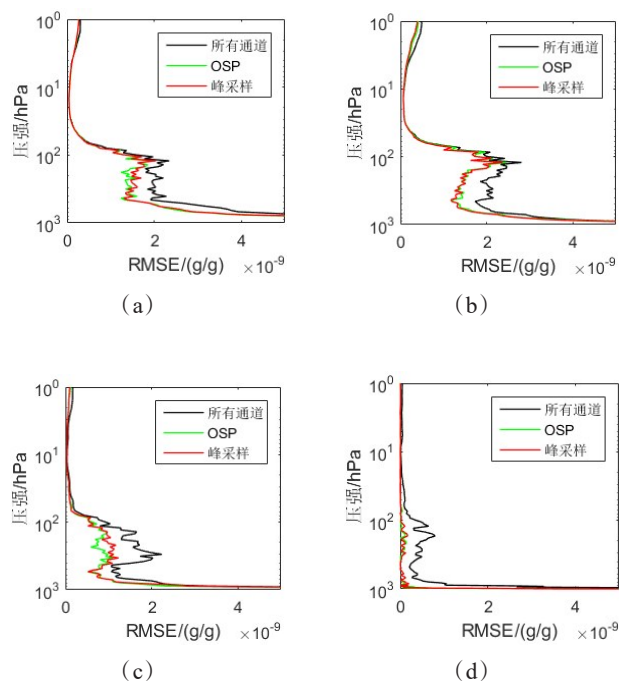 10⁰
所有通道
OSP
峰采样
10¹
压强/hPa
10²
10³
0
2
4
RMSE/(g/g)
×10⁻⁹
(a)
10⁰
所有通道
OSP
峰采样
10¹
压强/hPa
10²
10³
0
2
4
RMSE/(g/g)
×10⁻⁹
(b)
10⁰
所有通道
OSP
峰采样
10¹
压强/hPa
10²
10³
0
2
4
RMSE/(g/g)
×10⁻⁹
(c)
10⁰
所有通道
OSP
峰采样
10¹
压强/hPa
10²
10³
0
2
4
RMSE/(g/g)
×10⁻⁹
(d)